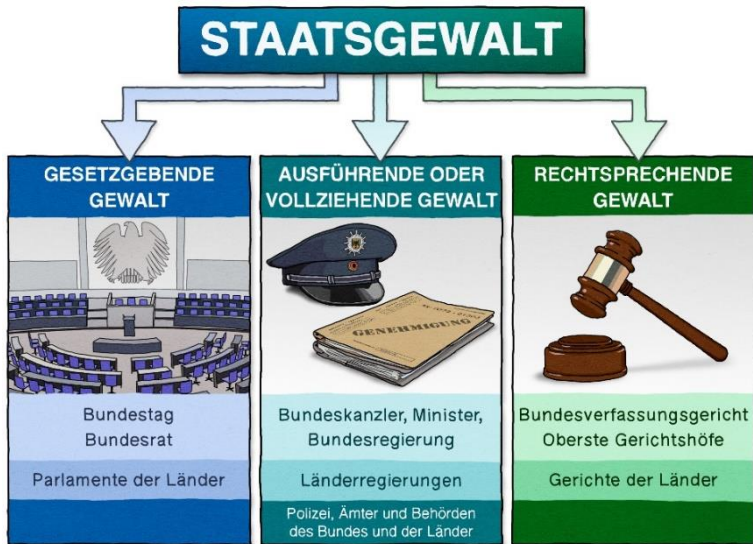 STAATSGEWALT
GESETZGEBENDE
GEWALT
Bundestag
Bundesrat
Parlamente der Länder
AUSFÜHRENDE ODER
VOLLZIEHENDE GEWALT
GENEHMIGUNG
Bundeskanzler, Minister,
Bundesregierung
Länderregierungen
Polizei, Ämter und Behörden
des Bundes und der Länder
RECHTSPRECHENDE
GEWALT
Bundesverfassungsgericht
Oberste Gerichtshöfe
Gerichte der Länder